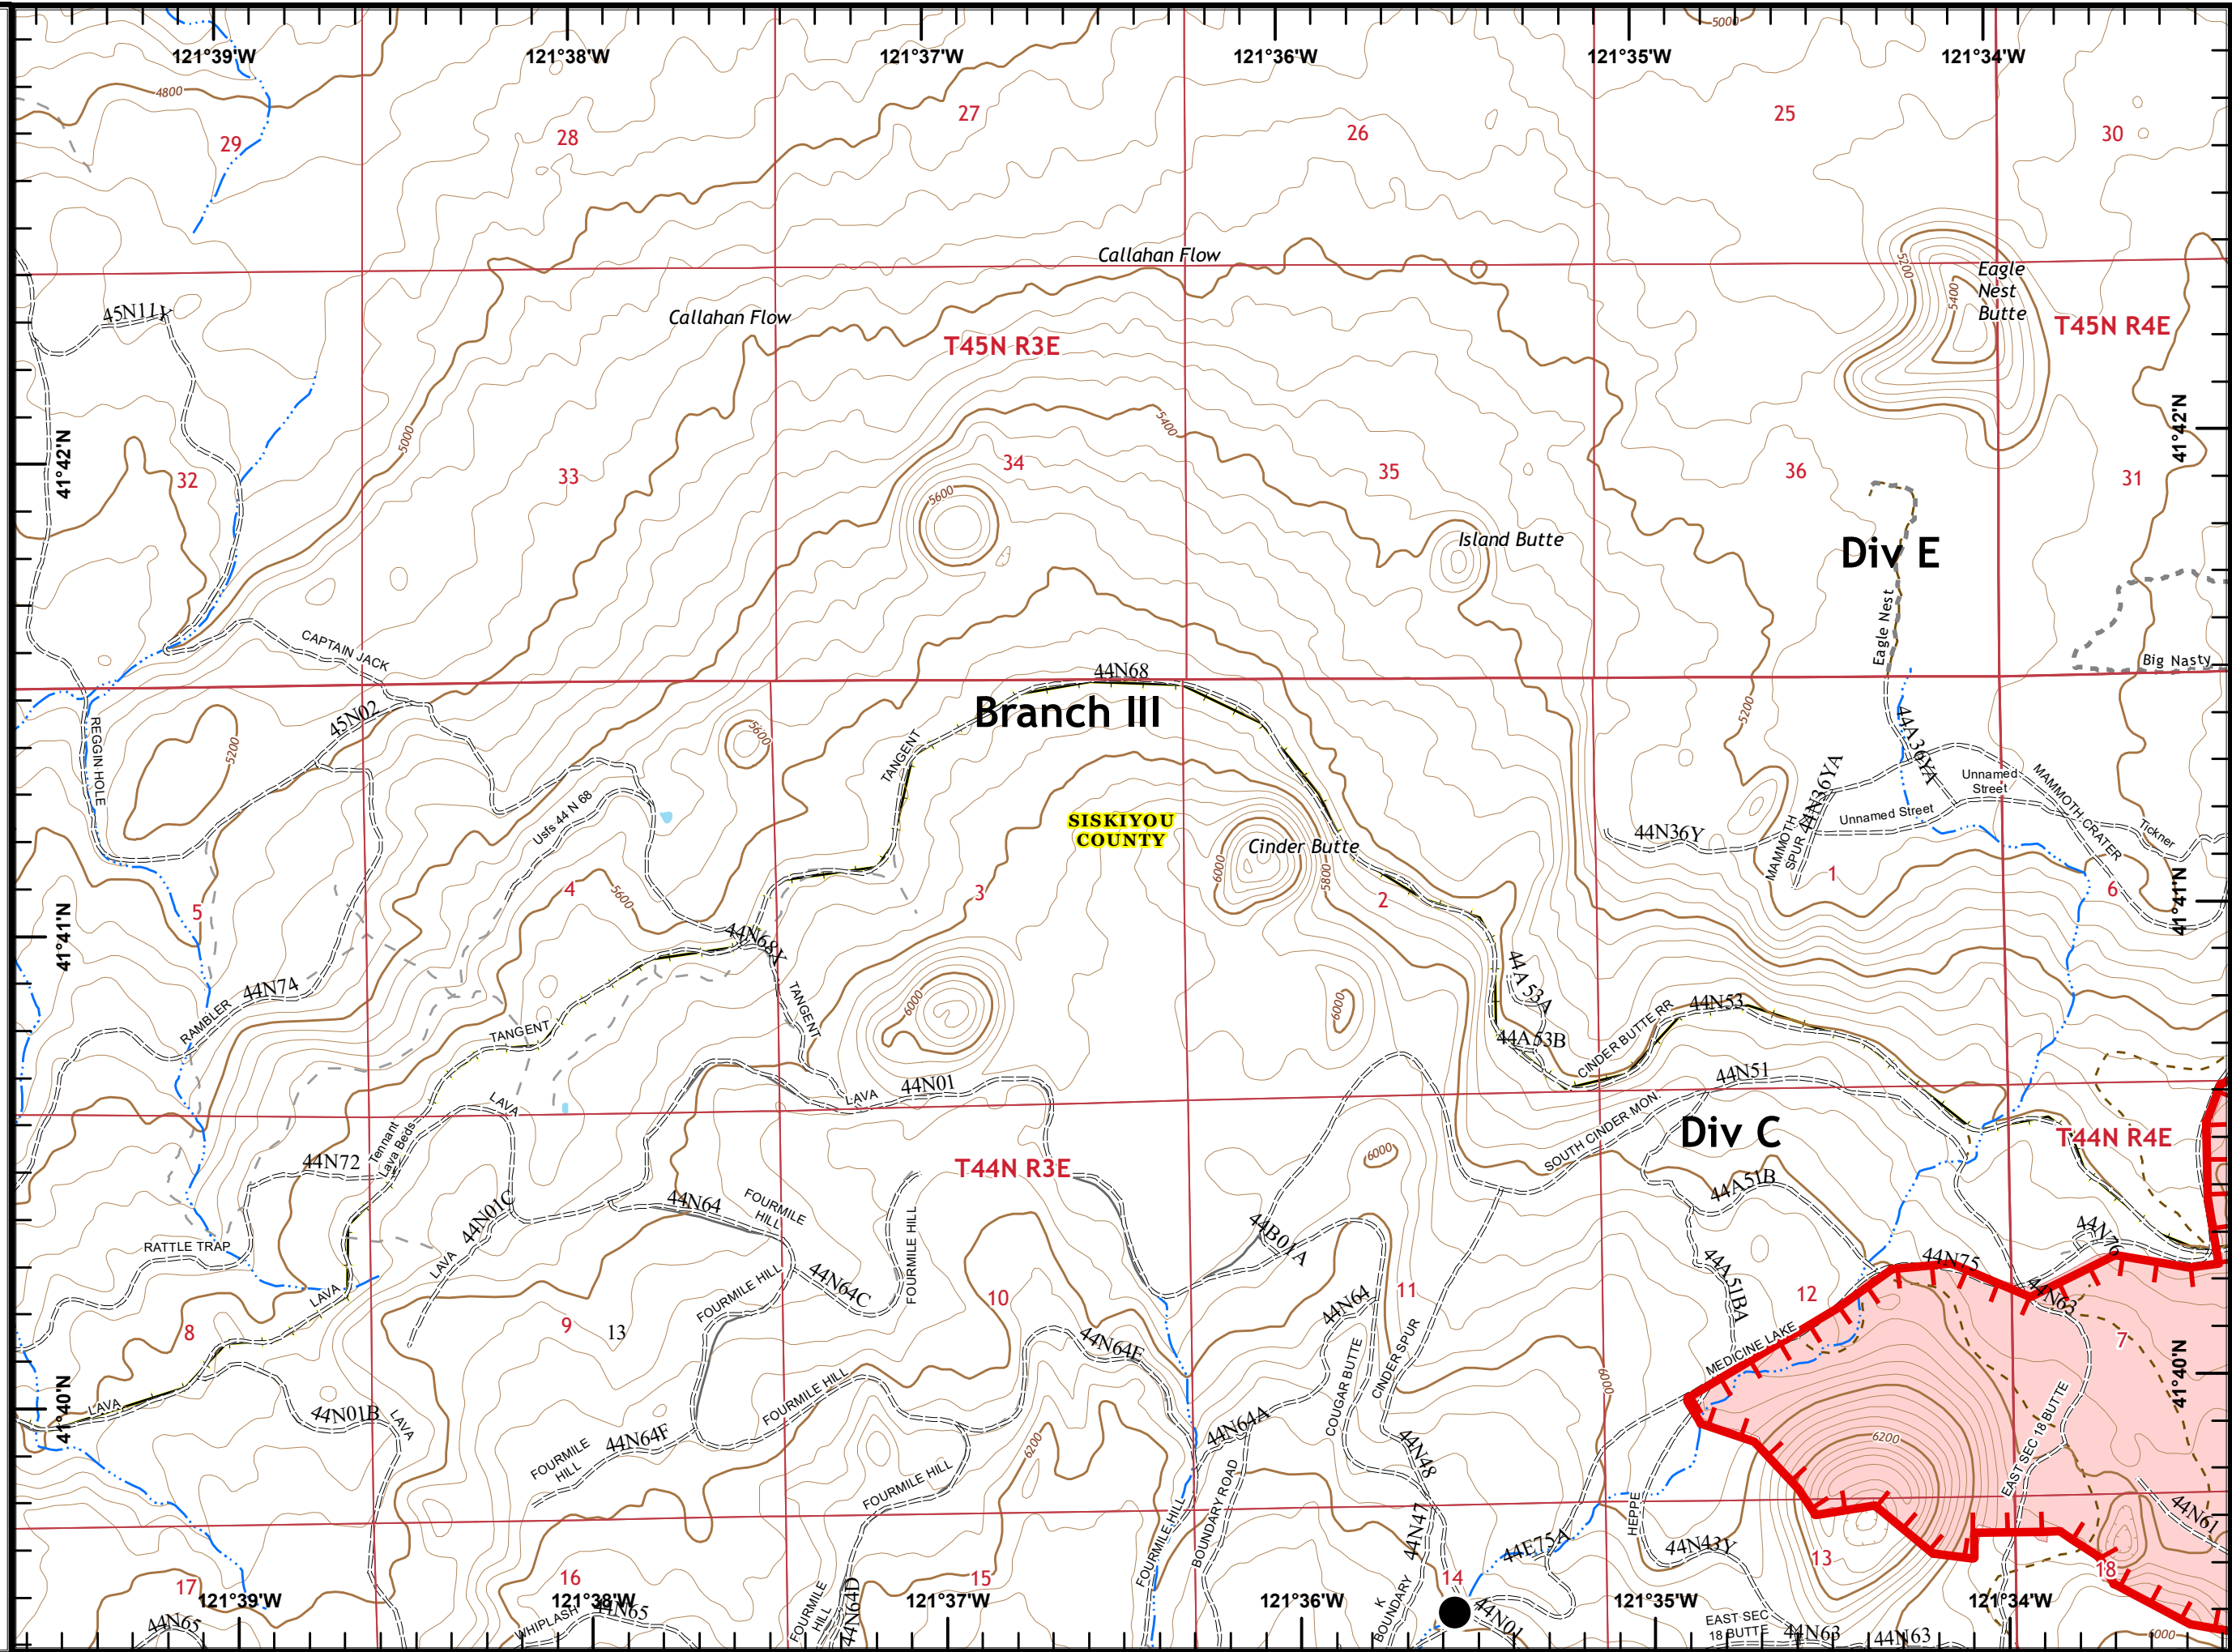 5000
121°39'W
121°38'W
121°37'W
121°36'W
121°35'W
121°34'W
4800
29
28
27
26
25
30
Callahan Flow
Callahan Flow
5200
5400
Eagle
Nest
Butte
45N11Y
T45N R3E
T45N R4E
5000
5400
41°42'N
41°42'N
32
33
34
35
36
31
5600
Island Butte
Div E
Eagle Nest
Big Nasty
CAPTAIN JACK
44N68
Branch III
45N02
REGGIN HOLE
5200
5600
TANGENT
5200
44A36YA
44N36YA
Unnamed
Street
MAMMOTH CRATER
Usfs 44 N 68
SISKIYOU
COUNTY
Cinder Butte
6000
5800
44N36Y
MAMMOTH
SPUR
Unnamed Street
Tickner
5
4
5600
3
2
1
6
41°41'N
41°41'N
44N68Y
TANGENT
44N74
RAMBLER
TANGENT
6000
6000
44A53A
44A53B
CINDER BUTTE RR
44N53
LAVA
44N01
LAVA
44N51
SOUTH CINDER MON.
Div C
T44N R4E
Tennant
Lava Beds
44N72
T44N R3E
6000
44A51B
44N01C
44N64
FOURMILE
HILL
FOURMILE HILL
44B01A
RATTLE TRAP
LAVA
44N76
44N75
44A51BA
LAVA
FOURMILE HILL
44N64C
10
44N64
11
12
44N63
8
9
13
MEDICINE LAKE
7
44N64F
COUGAR BUTTE
CINDER SPUR
6000
41°40'N
41°40'N
LAVA
44N01B
LAVA
FOURMILE HILL
FOURMILE
HILL
44N64F
6200
44N64A
44N48
6200
EAST SEC 18 BUTTE
FOURMILE HILL
FOURMILE HILL
BOUNDARY ROAD
44N47
HEPPE
44N61
44E75A
44N43Y
13
18
17
16
15
14
121°39'W
121°38'W
121°37'W
121°36'W
121°35'W
121°34'W
44N65
WHIPLASH
44N65
FOURMILE
HILL
44N64D
K
BOUNDARY
44N01
EAST SEC
18 BUTTE
44N63
44N63
6000